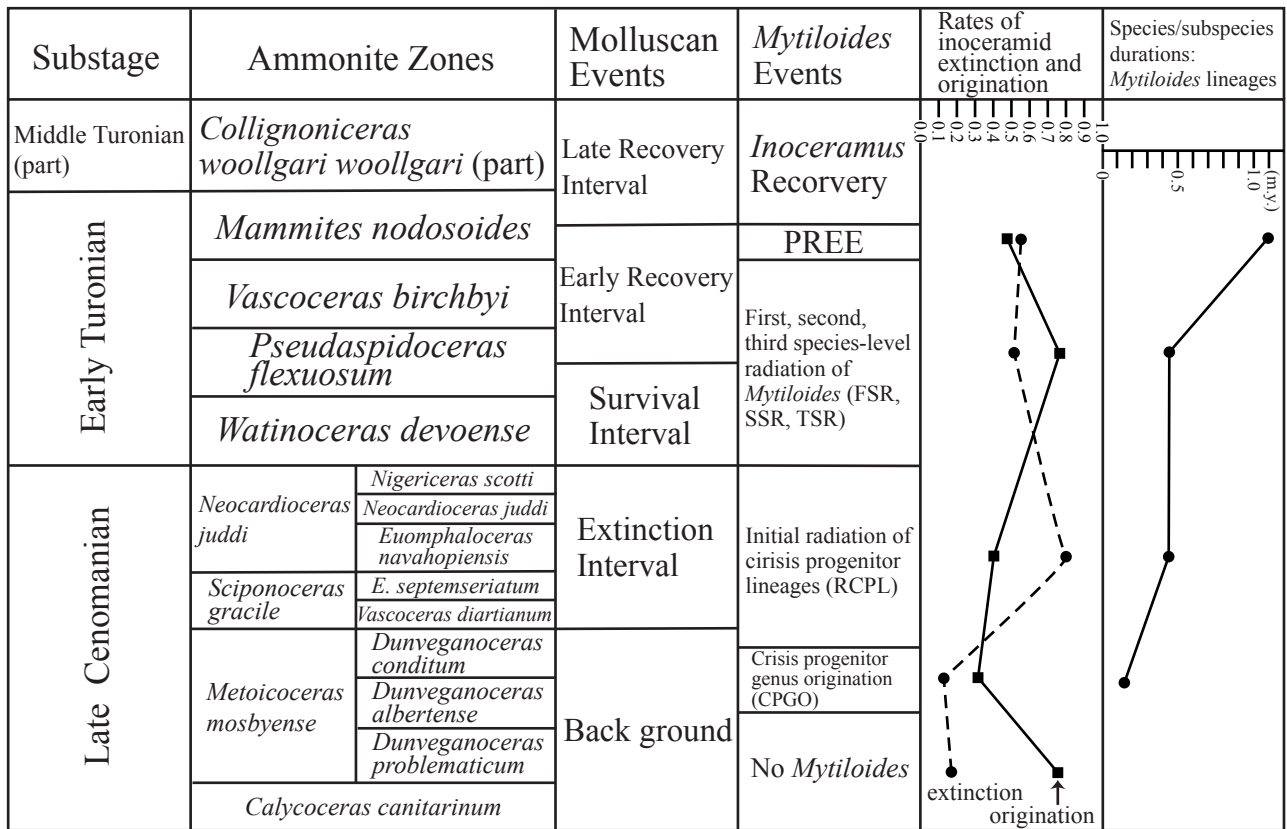 Substage
Ammonite Zones
Molluscan
Events
Mytiloides
Events
Rates of
inoceramid
extinction and
origination
Species/subspecies
durations:
Mytiloides lineages
Middle Turonian
(part)
Collignoniceras
woollgari woollgari (part)
Late Recovery
Interval
Inoceramus
Recorvery
0.0
0.1
0.2
0.3
0.4
0.5
0.6
0.7
0.8
0.9
1.0
0
0.5
1.0
(m.y.)
Early Turonian
Mammites nodosoides
PREE
Vascoceras birchbyi
Early Recovery
Interval
Pseudaspidoceras
flexuosum
First, second,
third species-level
radiation of
Mytiloides (FSR,
SSR, TSR)
Watinoceras devoense
Survival
Interval
Late Cenomanian
Neocardioceras
juddi
Nigericeras scotti
Neocardioceras juddi
Euomphaloceras
navahopiensis
Extinction
Interval
Initial radiation of
cirisis progenitor
lineages (RCPL)
Sciponoceras
gracile
E. septemseriatum
Vascoceras diartianum
Metoicoceras
mosbyense
Dunveganoceras
conditum
Dunveganoceras
albertense
Dunveganoceras
problematicum
Back ground
Crisis progenitor
genus origination
(CPGO)
No Mytiloides
Calycoceras canitarinum
extinction
origination